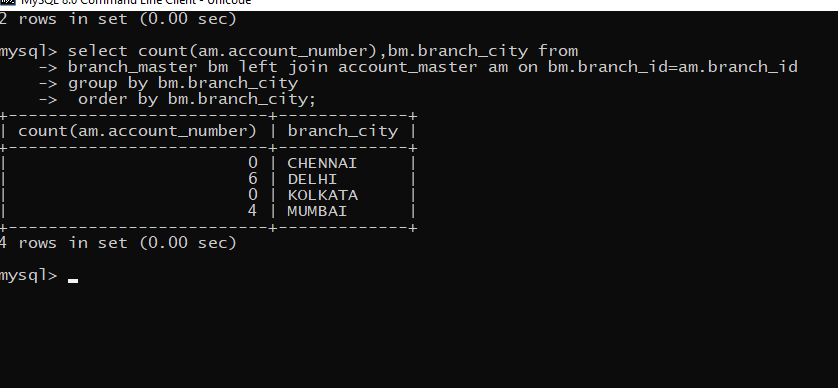 MySQL 8.0 Command Line Client - Unicode
2 rows in set (0.00 sec)
mysql> select count(am.account_number),bm.branch_city from
    -> branch_master bm left join account_master am on bm.branch_id=am.branch_id
    -> group by bm.branch_city
    ->  order by bm.branch_city;
+--------------------------+-------------+
| count(am.account_number) | branch_city |
+--------------------------+-------------+
|                        0 | CHENNAI     |
|                        6 | DELHI       |
|                        0 | KOLKATA     |
|                        4 | MUMBAI      |
+--------------------------+-------------+
4 rows in set (0.00 sec)
mysql>